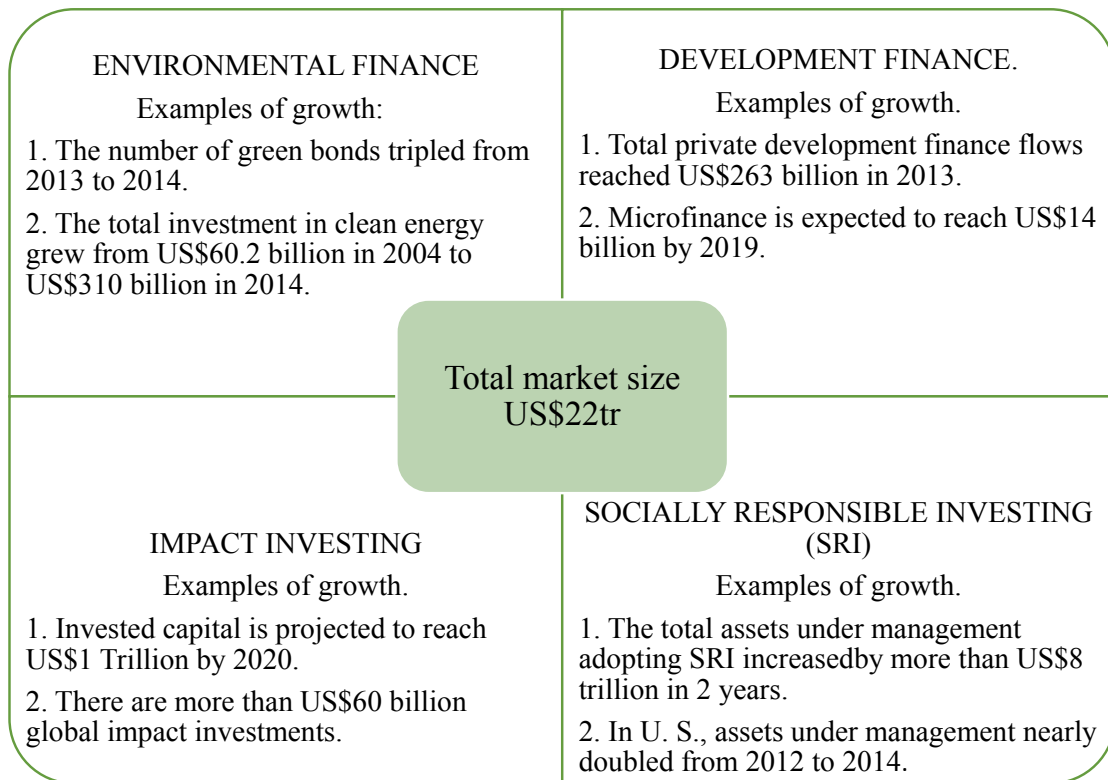 ENVIRONMENTAL FINANCE
Examples of growth:
1. The number of green bonds tripled from
2013 to 2014.
2. The total investment in clean energy
grew from US$60.2 billion in 2004 to
US$310 billion in 2014.
DEVELOPMENT FINANCE.
Examples of growth.
1. Total private development finance flows
reached US$263 billion in 2013.
2. Microfinance is expected to reach US$14
billion by 2019.
Total market size
US$22tr
IMPACT INVESTING
Examples of growth.
1. Invested capital is projected to reach
US$1 Trillion by 2020.
2. There are more than US$60 billion
global impact investments.
SOCIALLY RESPONSIBLE INVESTING
(SRI)
Examples of growth.
1. The total assets under management
adopting SRI increasedby more than US$8
trillion in 2 years.
2. In U. S., assets under management nearly
doubled from 2012 to 2014.